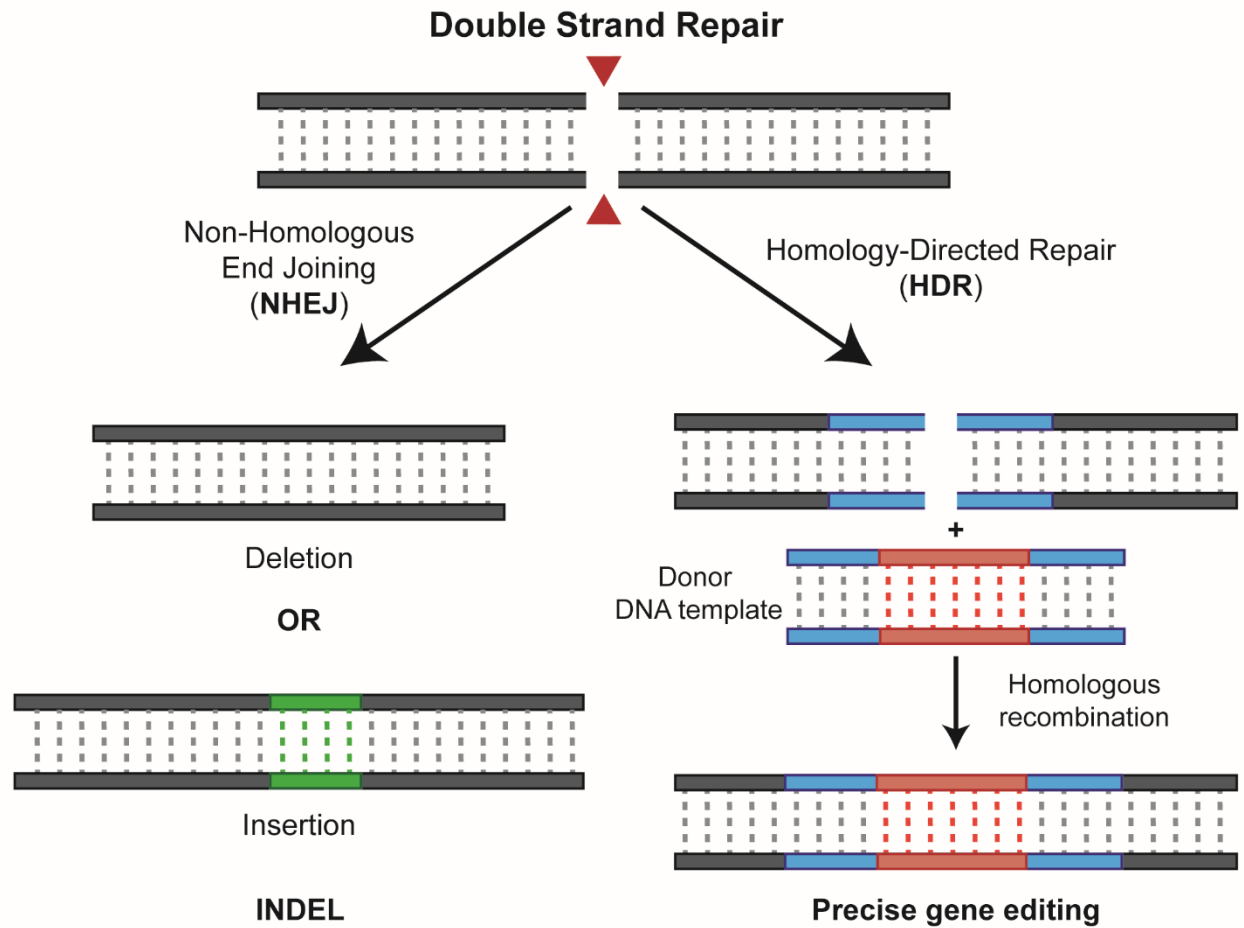 Double Strand Repair
Non-Homologous
End Joining
(NHEJ)
Homology-Directed Repair
(HDR)
Deletion
OR
Insertion
INDEL
+
Donor
DNA template
Homologous
recombination
Precise gene editing